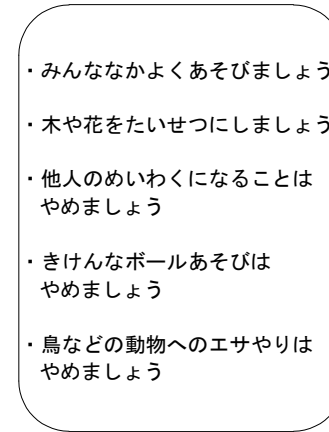 ・みんななかよくあそびましょう
・木や花をたいせつにしましょう
・他人のめいわくになることは
やめましょう
・きけんなボールあそびは
やめましょう
・鳥などの動物へのエサやりは
やめましょう